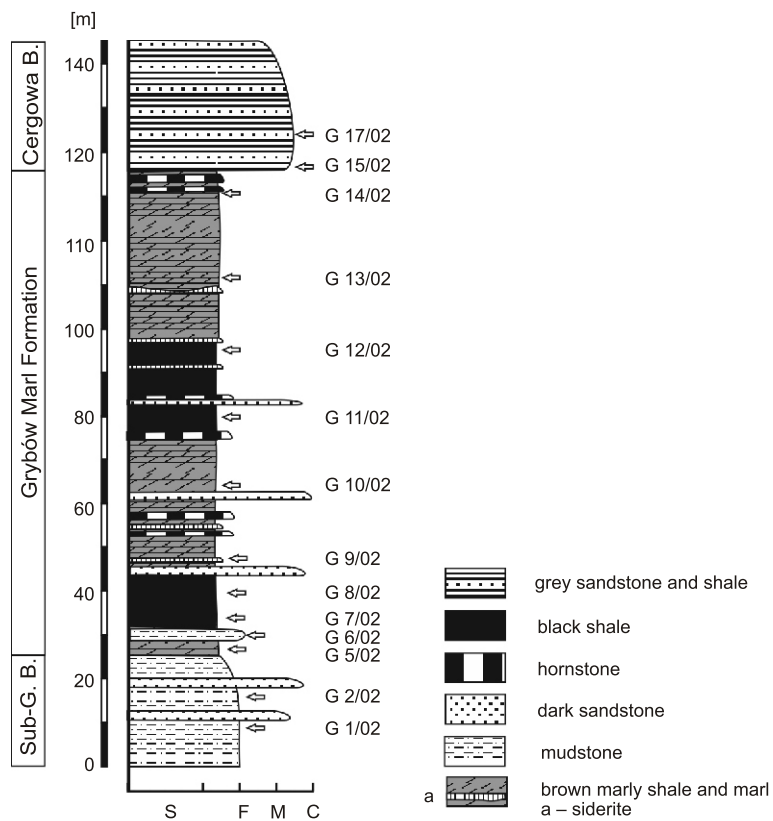 [m]
Cergowa B.
Grybów Marl Formation
Sub-G. B.
140
120
110
100
80
60
40
20
0
G 17/02
G 15/02
G 14/02
G 13/02
G 12/02
G 11/02
G 10/02
G 9/02
G 8/02
G 7/02
G 6/02
G 5/02
G 2/02
G 1/02
S F M C
grey sandstone and shale
black shale
hornstone
dark sandstone
mudstone
a brown marly shale and marl
a – siderite